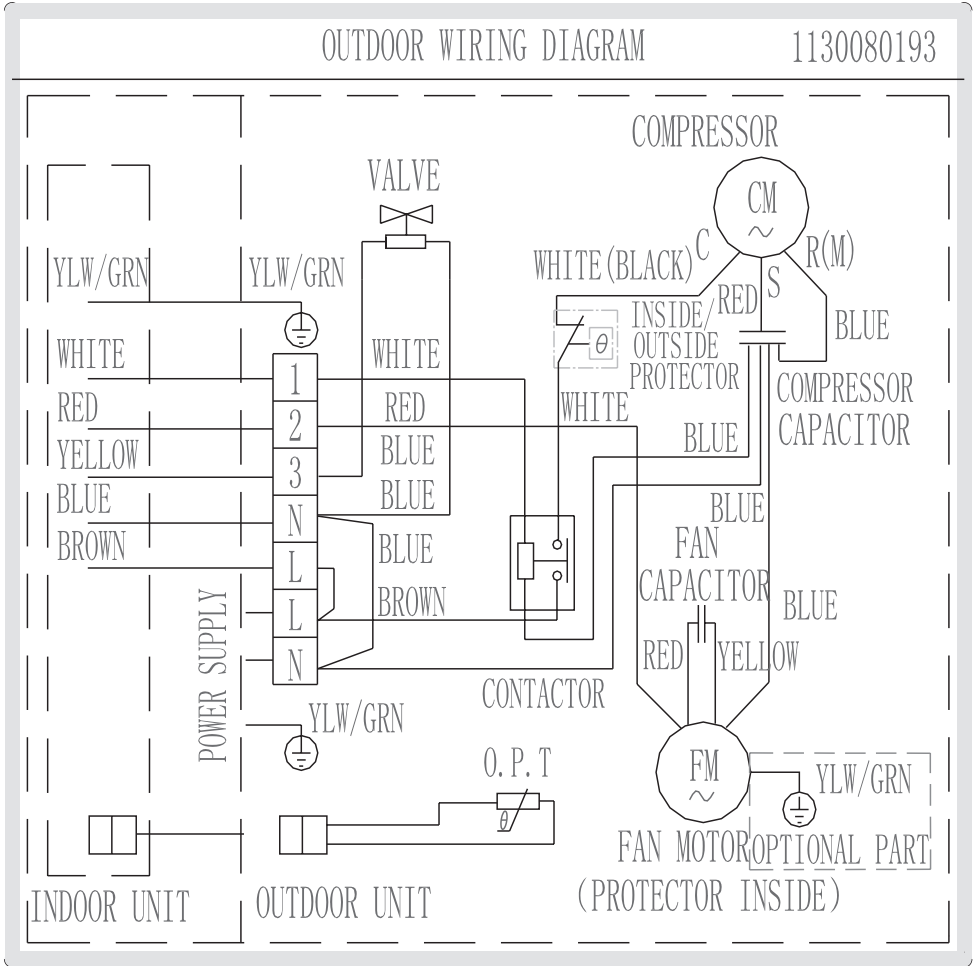 OUTDOOR WIRING DIAGRAM
1130080193
COMPRESSOR
VALVE
CM
C
R(M)
S
WHITE(BLACK)
RED
YLW/GRN
YLW/GRN
INSIDE/
OUTSIDE
PROTECTOR
θ
BLUE
WHITE
WHITE
1
COMPRESSOR
CAPACITOR
RED
RED
WHITE
2
BLUE
YELLOW
BLUE
3
BLUE
BLUE
N
BLUE
BLUE
FAN
CAPACITOR
BROWN
L
BROWN
L
BLUE
POWER SUPPLY
N
RED
YELLOW
CONTACTOR
YLW/GRN
O.P.T
θ
FM
YLW/GRN
FAN MOTOR
OPTIONAL PART
(PROTECTOR INSIDE)
INDOOR UNIT
OUTDOOR UNIT